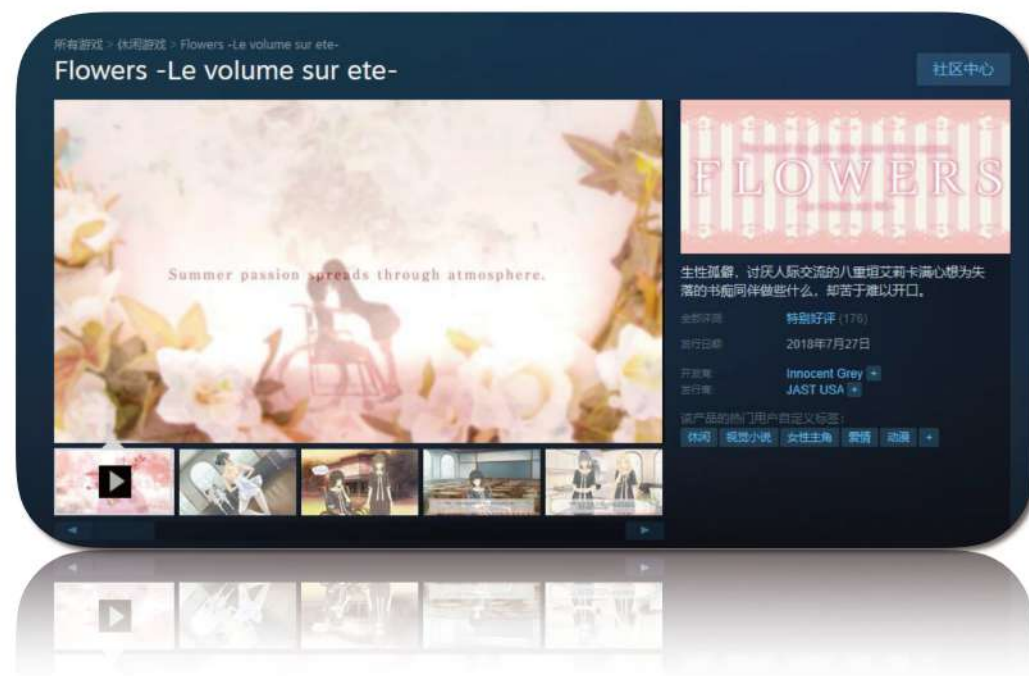 所有游戏 > 休闲游戏 > Flowers -Le volume sur ete-
Flowers -Le volume sur ete-
社区中心
Summer passion spreads through atmosphere.
FLOWERS
生性孤僻，讨厌人际交流的八重垣艾莉卡满心想为失
落的书痴同伴做些什么，却苦于难以开口。
全部评测: 特别好评 (176)
发行日期: 2018年7月27日
开发商: Innocent Grey +
发行商: JAST USA +
该产品的热门用户自定义标签:
休闲 视觉小说 女性主角 爱情 动漫 +